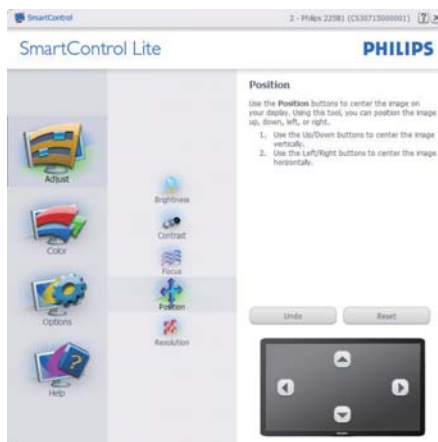 SmartControl
2 - Philips 225B1 (CS30715000001)
SmartControl Lite
PHILIPS
Adjust
Color
Options
Help
Brightness
Contrast
Focus
Position
Resolution
Position
Use the Position buttons to center the image on
your display. Using this tool, you can position the image
up, down, left, or right.
1. Use the Up/Down buttons to center the image
vertically.
2. Use the Left/Right buttons to center the image
horizontally.
Undo
Reset